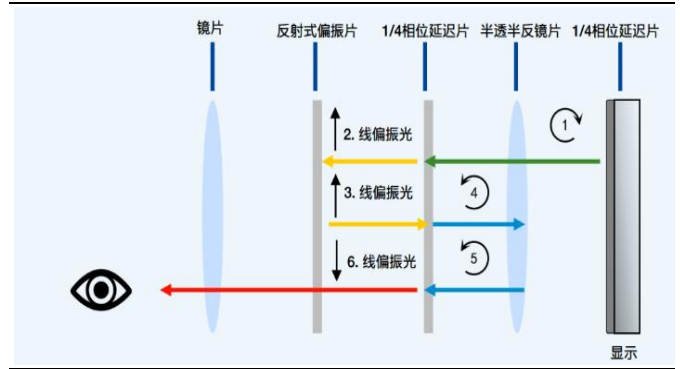 镜片 反射式偏振片 1/4相位延迟片 半透半反镜片 1/4相位延迟片
1
2. 线偏振光
3. 线偏振光
4
6. 线偏振光
5
显示